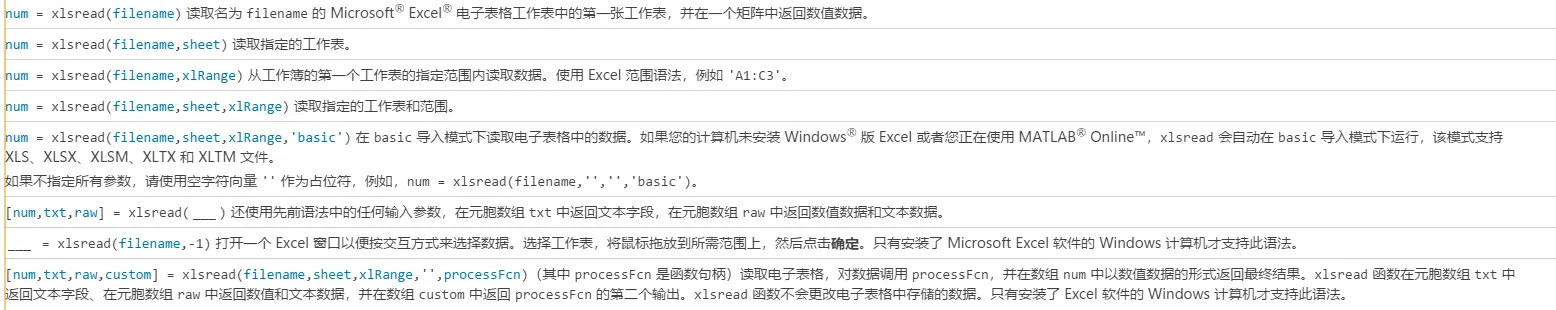 num = xlsread(filename) 读取名为 filename 的 Microsoft® Excel® 电子表格工作表中的第一张工作表，并在一个矩阵中返回数值数据。
num = xlsread(filename,sheet) 读取指定的工作表。
num = xlsread(filename,xlRange) 从工作簿的第一个工作表的指定范围内读取数据。使用 Excel 范围语法，例如 'A1:C3'。
num = xlsread(filename,sheet,xlRange) 读取指定的工作表和范围。
num = xlsread(filename,sheet,xlRange,'basic') 在 basic 导入模式下读取电子表格中的数据。如果您的计算机未安装 Windows® 版 Excel 或者您正在使用 MATLAB® Online™，xlsread 会自动在 basic 导入模式下运行，该模式支持
XLS、XLSX、XLSM、XLTX 和 XLTM 文件。
如果不指定所有参数，请使用空字符向量 '' 作为占位符，例如，num = xlsread(filename,'','','basic')。
[num,txt,raw] = xlsread( ___ ) 还使用先前语法中的任何输入参数，在元胞数组 txt 中返回文本字段，在元胞数组 raw 中返回数值数据和文本数据。
___ = xlsread(filename,-1) 打开一个 Excel 窗口以便按交互方式来选择数据。选择工作表，将鼠标拖放到所需范围上，然后点击确定。只有安装了 Microsoft Excel 软件的 Windows 计算机才支持此语法。
[num,txt,raw,custom] = xlsread(filename,sheet,xlRange,'',processFcn)（其中 processFcn 是函数句柄）读取电子表格，对数据调用 processFcn，并在数组 num 中以数值数据的形式返回最终结果。xlsread 函数在元胞数组 txt 中
返回文本字段、在元胞数组 raw 中返回数值和文本数据，并在数组 custom 中返回 processFcn 的第二个输出。xlsread 函数不会更改电子表格中存储的数据。只有安装了 Excel 软件的 Windows 计算机才支持此语法。